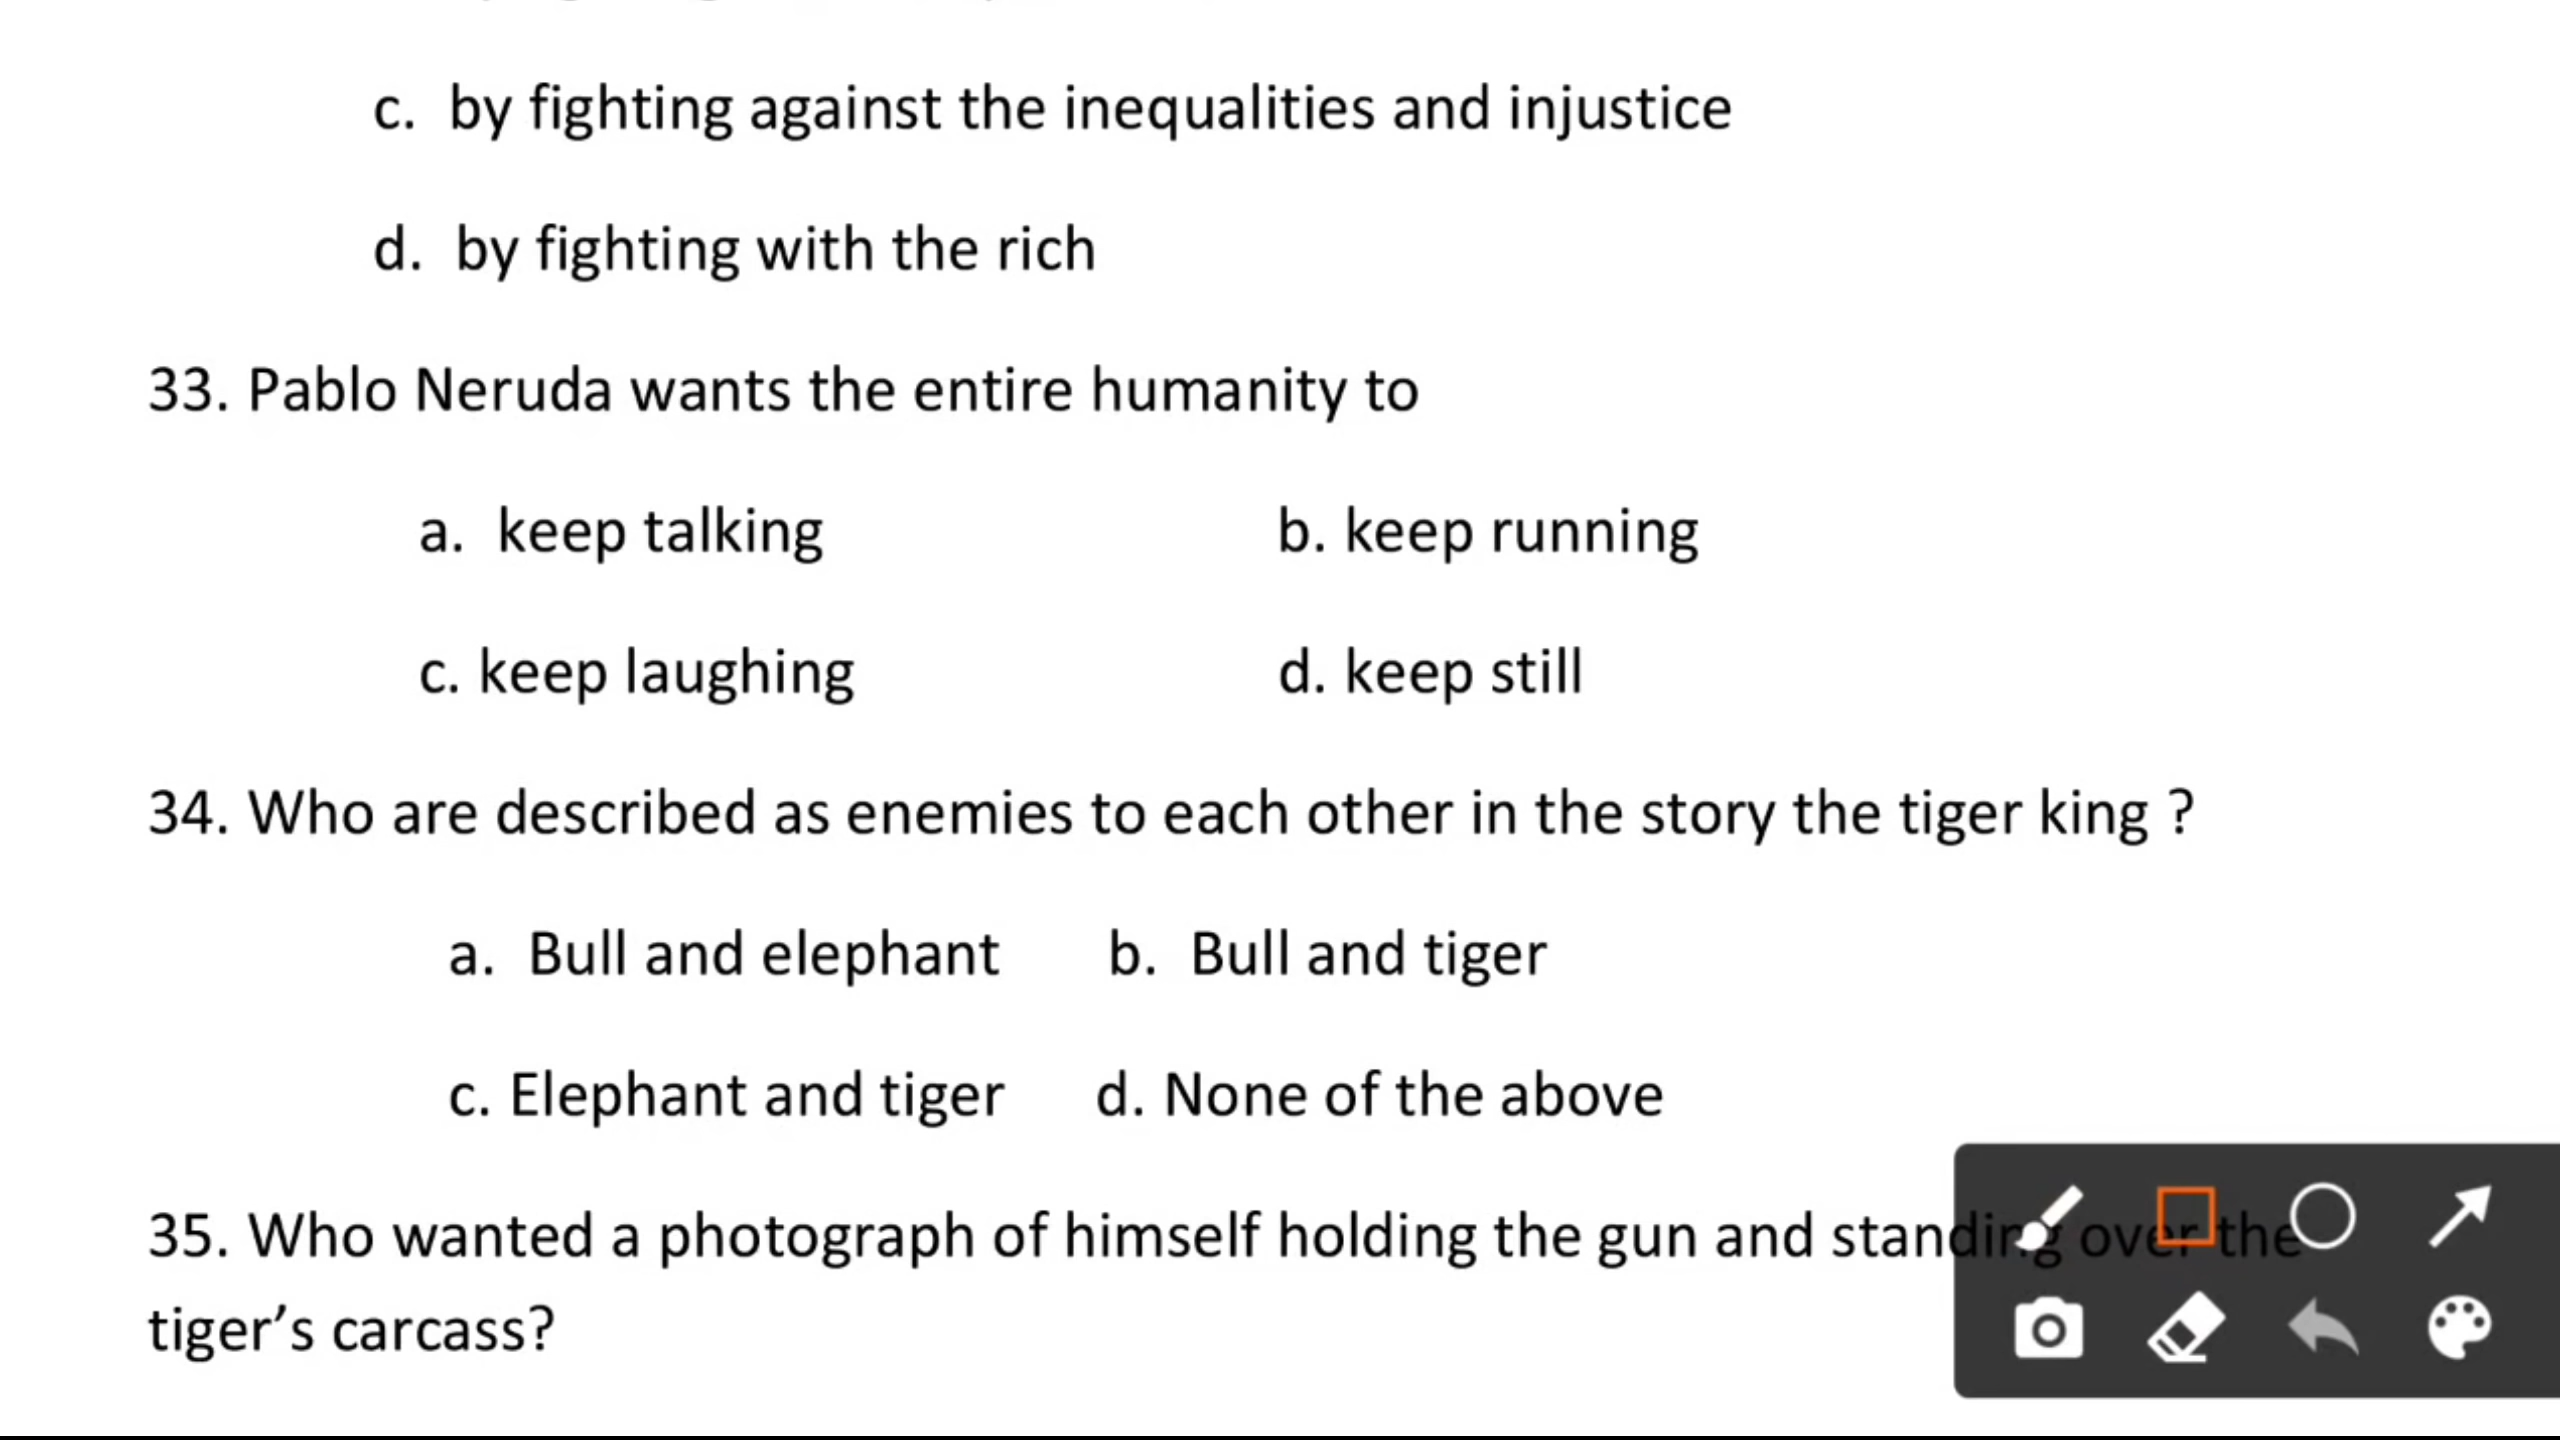 c. by fighting against the inequalities and injustice
d. by fighting with the rich
33. Pablo Neruda wants the entire humanity to
a. keep talking b. keep running
c. keep laughing d. keep still
34. Who are described as enemies to each other in the story the tiger king ?
a. Bull and elephant b. Bull and tiger
c. Elephant and tiger d. None of the above
35. Who wanted a photograph of himself holding the gun and standing over the
tiger’s carcass?